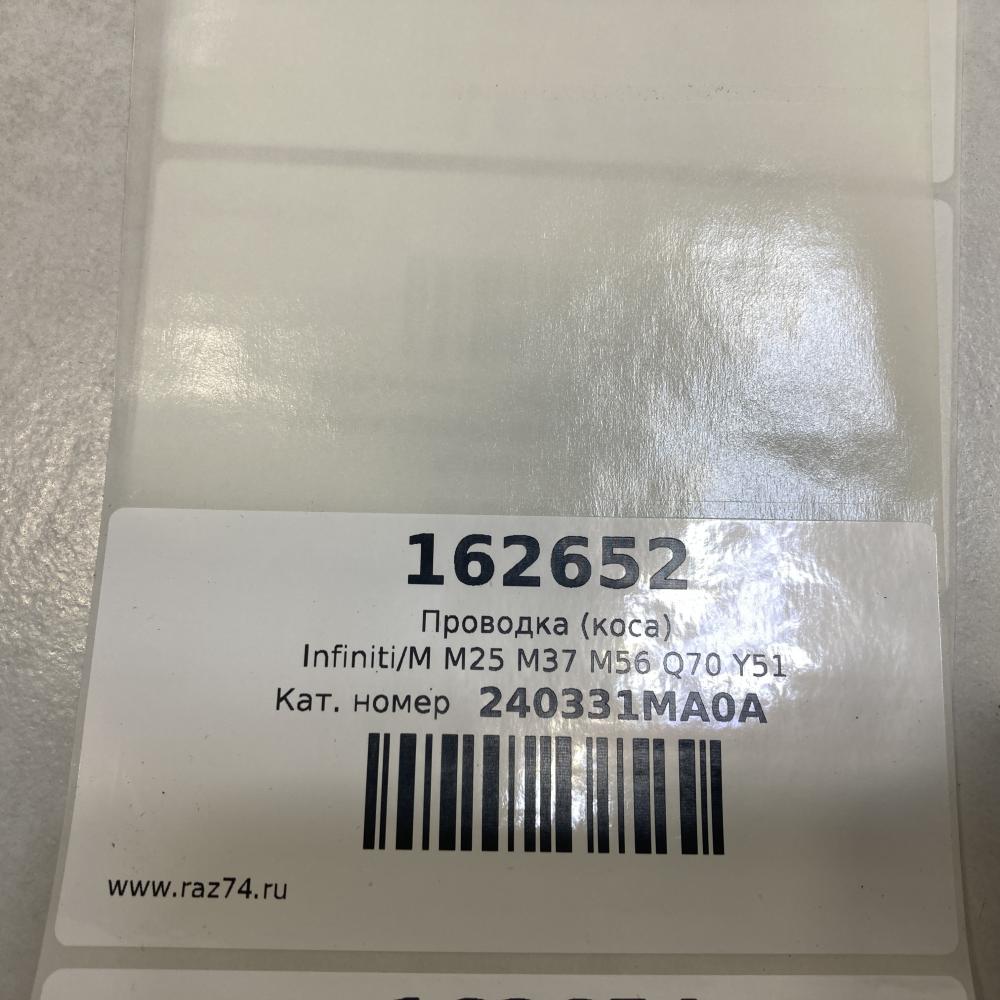 162652
Проводка (коса)
Infiniti/M M25 M37 M56 Q70 Y51
Кат. номер 240331MA0A
www.raz74.ru